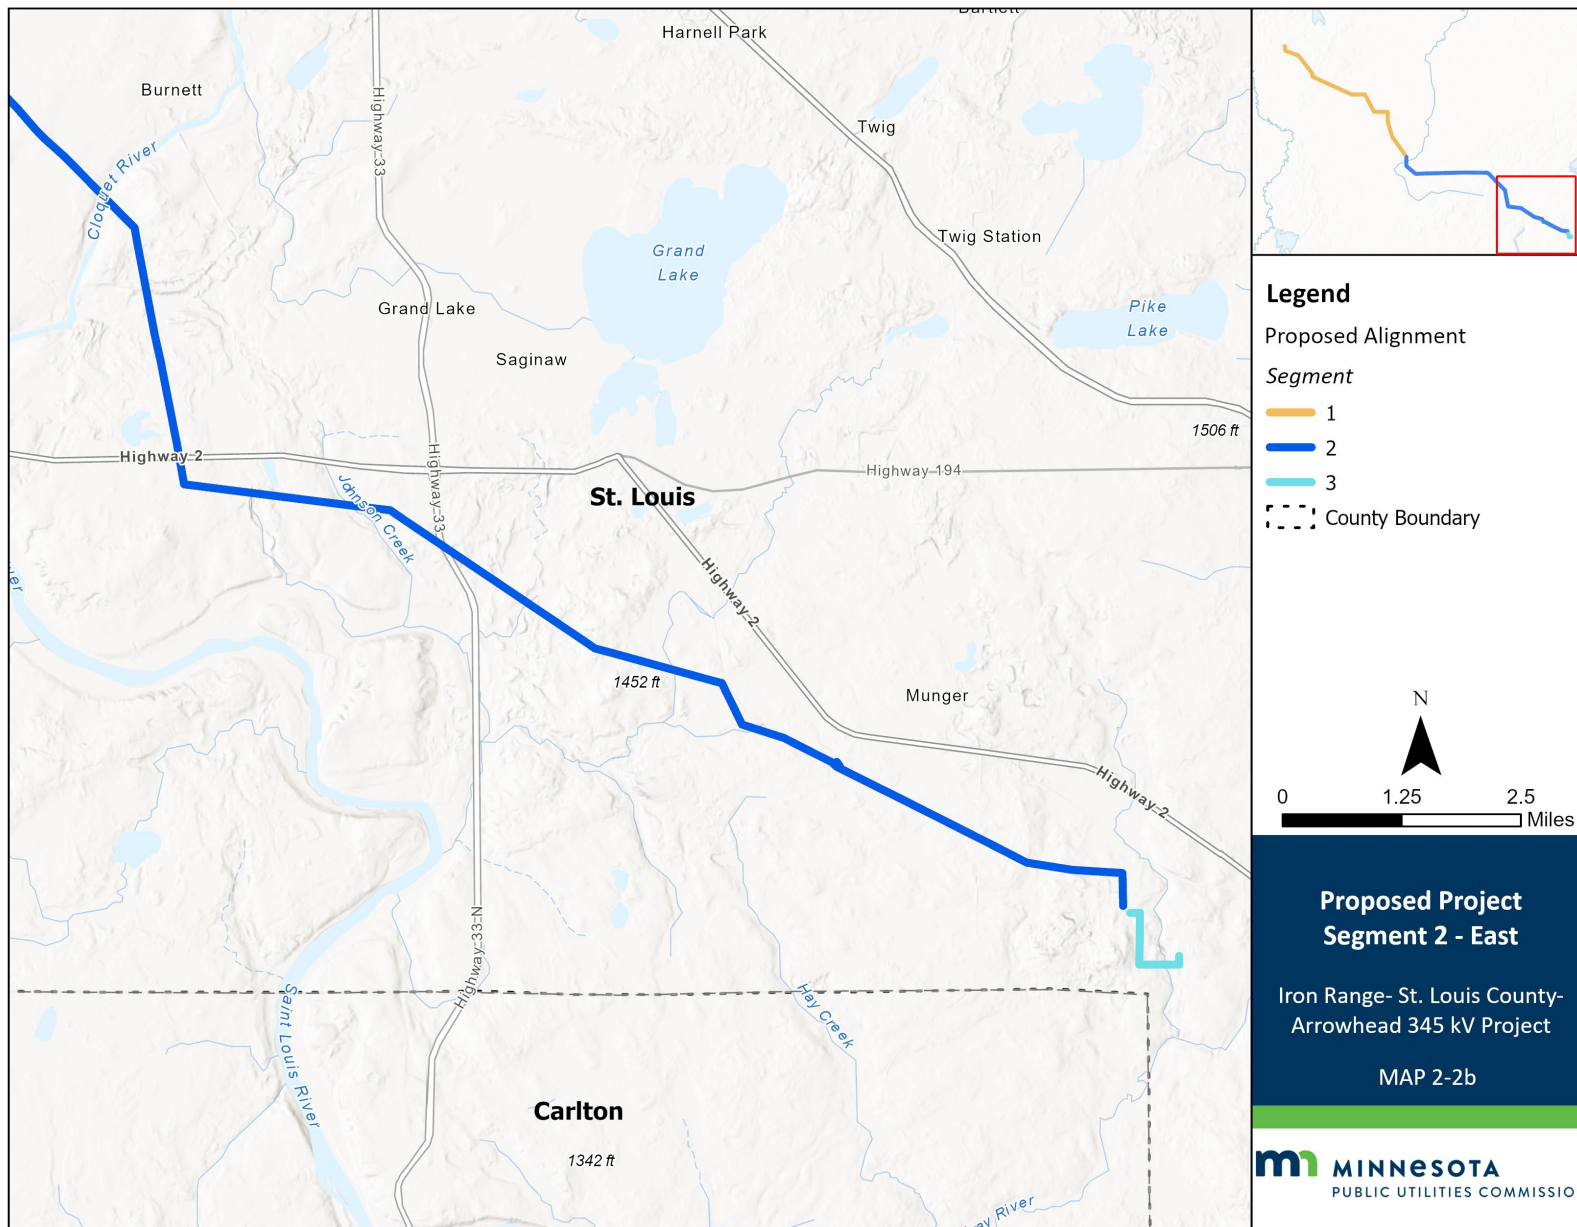 Bartlett
Harnell Park
Burnett
Highway 33
Twig
Cloquet River
Twig Station
Grand
Lake
Grand Lake
Pike
Lake
Saginaw
1506 ft
Highway 2
Highway 33
Highway 194
St. Louis
Johnson Creek
Highway 2
1452 ft
Munger
Highway 2
Highway 33 N
Hay Creek
Saint Louis River
Carlton
1342 ft
River
Legend
Proposed Alignment
Segment
1
2
3
County Boundary
N
0 1.25 2.5
Miles
Proposed Project
Segment 2 - East
Iron Range- St. Louis County-
Arrowhead 345 kV Project
MAP 2-2b
mn MINNESOTA
PUBLIC UTILITIES COMMISSIO